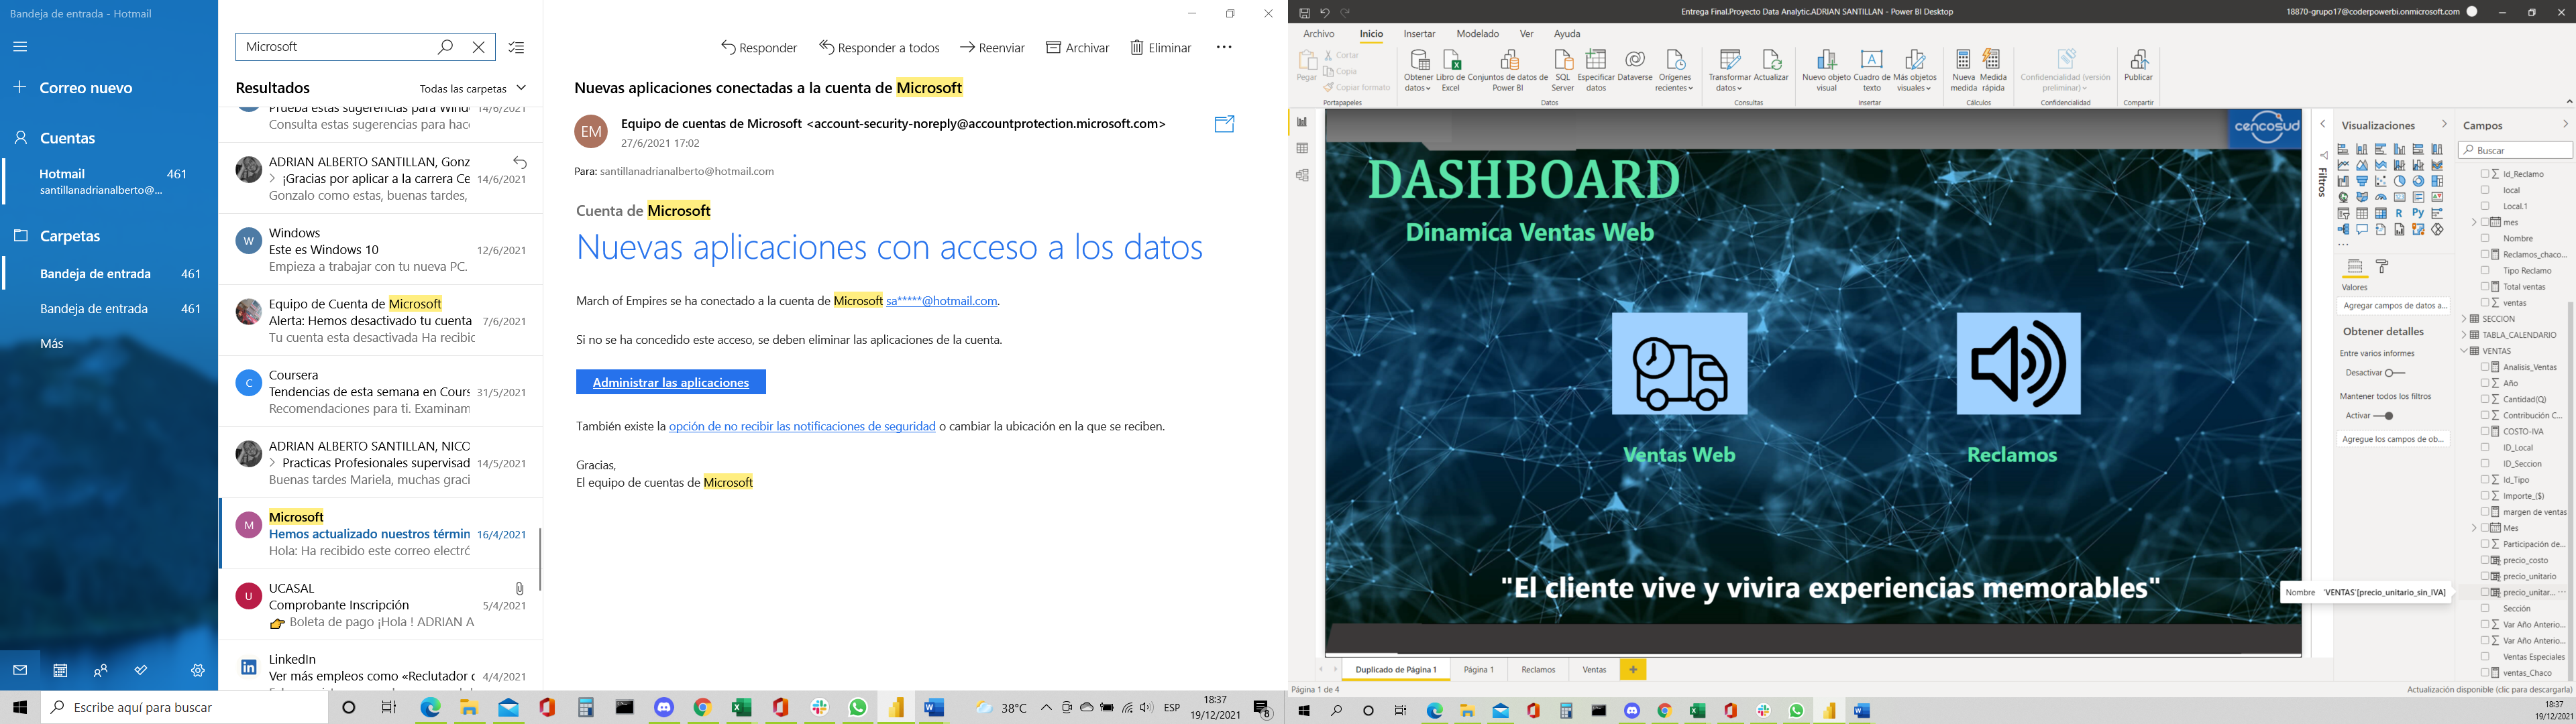 Bandeja de entrada - Hotmail
Correo nuevo
Cuentas
Hotmail 461
santillanadrianalberto@...
Carpetas
Bandeja de entrada 461
Bandeja de entrada 461
Más
Microsoft
Resultados Todas las carpetas
Prueba estas sugerencias para Wind 14/6/2021
Consulta estas sugerencias para hac
ADRIAN ALBERTO SANTILLAN, Gonz
¡Gracias por aplicar a la carrera Ce 14/6/2021
Gonzalo como estas, buenas tardes,
W
Windows
Este es Windows 10 12/6/2021
Empieza a trabajar con tu nueva PC.
Equipo de Cuenta de Microsoft
Alerta: Hemos desactivado tu cuenta 7/6/2021
Tu cuenta esta desactivada Ha recibic
C
Coursera
Tendencias de esta semana en Cours 31/5/2021
Recomendaciones para ti. Examinam
ADRIAN ALBERTO SANTILLAN, NICO
Practicas Profesionales supervisad 14/5/2021
Buenas tardes Mariela, muchas graci
M
Microsoft
Hemos actualizado nuestros términ 16/4/2021
Hola: Ha recibido este correo electró
U
UCASAL
Comprobante Inscripción 5/4/2021
Boleta de pago ¡Hola ! ADRIAN A
in
LinkedIn
Ver más empleos como «Reclutador c 4/4/2021
Responder Responder a todos Reenviar Archivar Eliminar ...
Nuevas aplicaciones conectadas a la cuenta de Microsoft
EM
Equipo de cuentas de Microsoft <account-security-noreply@accountprotection.microsoft.com>
27/6/2021 17:02
Para: santillanadrianalberto@hotmail.com
Cuenta de Microsoft
Nuevas aplicaciones con acceso a los datos
March of Empires se ha conectado a la cuenta de Microsoft sa*****@hotmail.com.
Si no se ha concedido este acceso, se deben eliminar las aplicaciones de la cuenta.
Administrar las aplicaciones
También existe la opción de no recibir las notificaciones de seguridad o cambiar la ubicación en la que se reciben.
Gracias,
El equipo de cuentas de Microsoft
Escribe aquí para buscar
38°C ESP 18:37
19/12/2021
8
Entrega Final.Proyecto Data Analytic.ADRIAN SANTILLAN - Power BI Desktop
18870-grupo17@coderpowerbi.onmicrosoft.com
Archivo Inicio Insertar Modelado Ver Ayuda
Pegar
Cortar
Copia
Copiar formato
Portapapeles
Obtener datos
Libro de Excel
Conjuntos de datos de Power BI
SQL Server
Especificar datos
Dataverse
Orígenes recientes
Datos
Transformar datos
Actualizar
Consultas
Nuevo objeto visual
Cuadro de texto
Más objetos visuales
Insertar
Nueva medida
Medida rápida
Cálculos
Confidencialidad (versión preliminar)
Confidencialidad
Publicar
Compartir
cencosud
DASHBOARD
Dinamica Ventas Web
Ventas Web
Reclamos
"El cliente vive y vivira experiencias memorables"
Filtros
Visualizaciones
R Py
...
Valores
Agregar campos de datos a...
Obtener detalles
Entre varios informes
Desactivar
Mantener todos los filtros
Activar
Agregue los campos de ob...
Campos
Buscar
Id_Reclamo
local
Local.1
mes
Nombre
Reclamos_chaco...
Tipo Reclamo
Total ventas
ventas
SECCION
TABLA_CALENDARIO
VENTAS
Analisis_Ventas
Año
Cantidad(Q)
Contribución C...
COSTO-IVA
ID_Local
ID_Seccion
Id_Tipo
Importe_($)
margen de ventas
Mes
Participación de...
precio_costo
precio_unitario
precio_unitar... ...
Sección
Var Año Anterio...
Var Año Anterio...
Ventas Especiales
ventas_Chaco
Nombre 'VENTAS'[precio_unitario_sin_IVA]
Duplicado de Página 1 Página 1 Reclamos Ventas +
Página 1 de 4
Actualización disponible (clic para descargarla)
18:37
19/12/2021